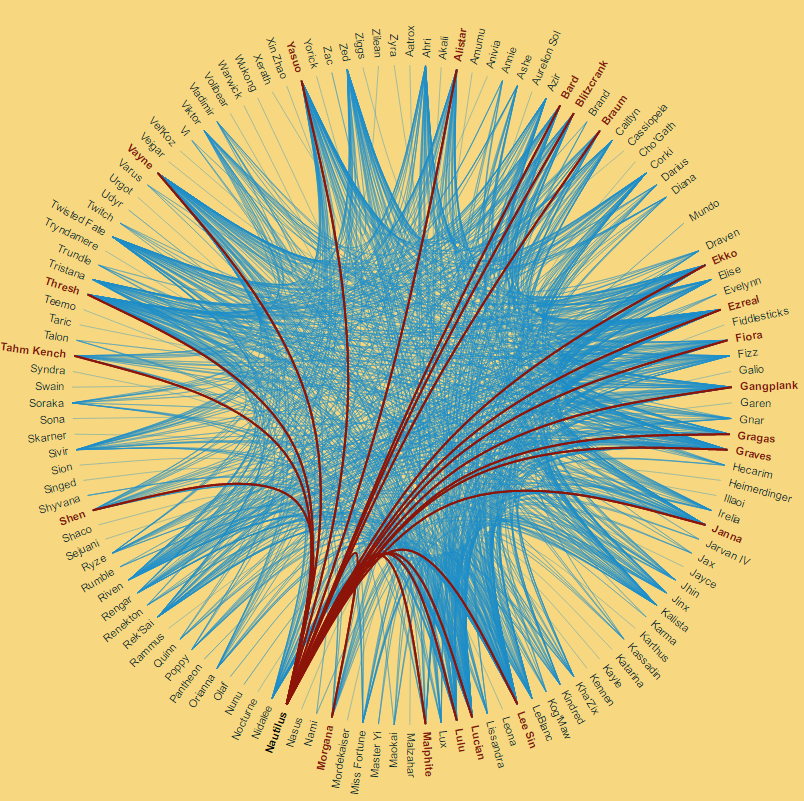 Aatrox
Ahri
Akali
Alistar
Amumu
Anivia
Annie
Ashe
Aurelion Sol
Azir
Bard
Blitzcrank
Brand
Braum
Caitlyn
Cassiopeia
Cho'Gath
Corki
Darius
Diana
Mundo
Draven
Ekko
Elise
Evelynn
Ezreal
Fiddlesticks
Fiora
Fizz
Galio
Gangplank
Garen
Gnar
Gragas
Graves
Hecarim
Heimerdinger
Illaoi
Irelia
Janna
Jarvan IV
Jax
Jayce
Jhin
Jinx
Kalista
Karma
Karthus
Kassadin
Katarina
Kayle
Kennen
Kha'Zix
Kindred
Kog'Maw
LeBlanc
Lee Sin
Leona
Lissandra
Lucian
Lulu
Lux
Malphite
Malzahar
Maokai
Master Yi
Miss Fortune
Mordekaiser
Morgana
Nami
Nasus
Nautilus
Nidalee
Nocturne
Nunu
Olaf
Orianna
Pantheon
Poppy
Quinn
Rammus
Rek'Sai
Renekton
Rengar
Riven
Rumble
Ryze
Sejuani
Shaco
Shen
Shyvana
Singed
Sion
Sivir
Skarner
Sona
Soraka
Swain
Syndra
Tahm Kench
Talon
Taric
Teemo
Thresh
Tristana
Trundle
Tryndamere
Twisted Fate
Twitch
Udyr
Urgot
Varus
Vayne
Veigar
Vel'Koz
Vi
Viktor
Vladimir
Volibear
Warwick
Wukong
Xerath
Xin Zhao
Yasuo
Yorick
Zac
Zed
Ziggs
Zilean
Zyra